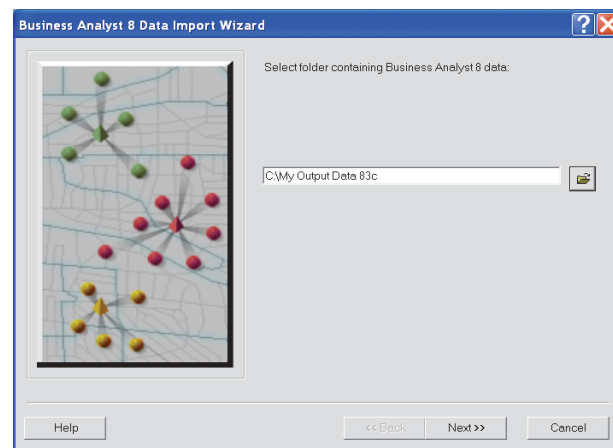 Business Analyst 8 Data Import Wizard
Select folder containing Business Analyst 8 data:
C:\My Output Data 83c
Help
<< Back
Next >>
Cancel